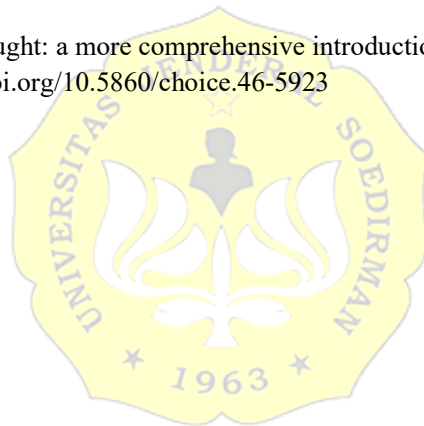 ught: a more comprehensive introductio
oi.org/10.5860/choice.46-5923
UNIVERSITAS JENDERAL SOEDIRMAN
1963